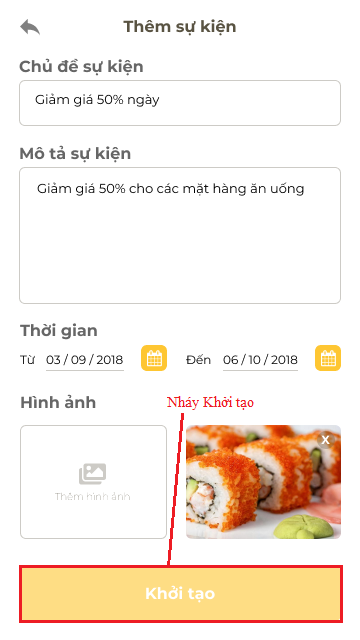 Thêm sự kiện
Chủ đề sự kiện
Giảm giá 50% ngày
Mô tả sự kiện
Giảm giá 50% cho các mặt hàng ăn uống
Thời gian
Từ 03 / 09 / 2018 Đến 06 / 10 / 2018
Hình ảnh
Nháy Khởi tạo
X
Thêm hình ảnh
Khởi tạo